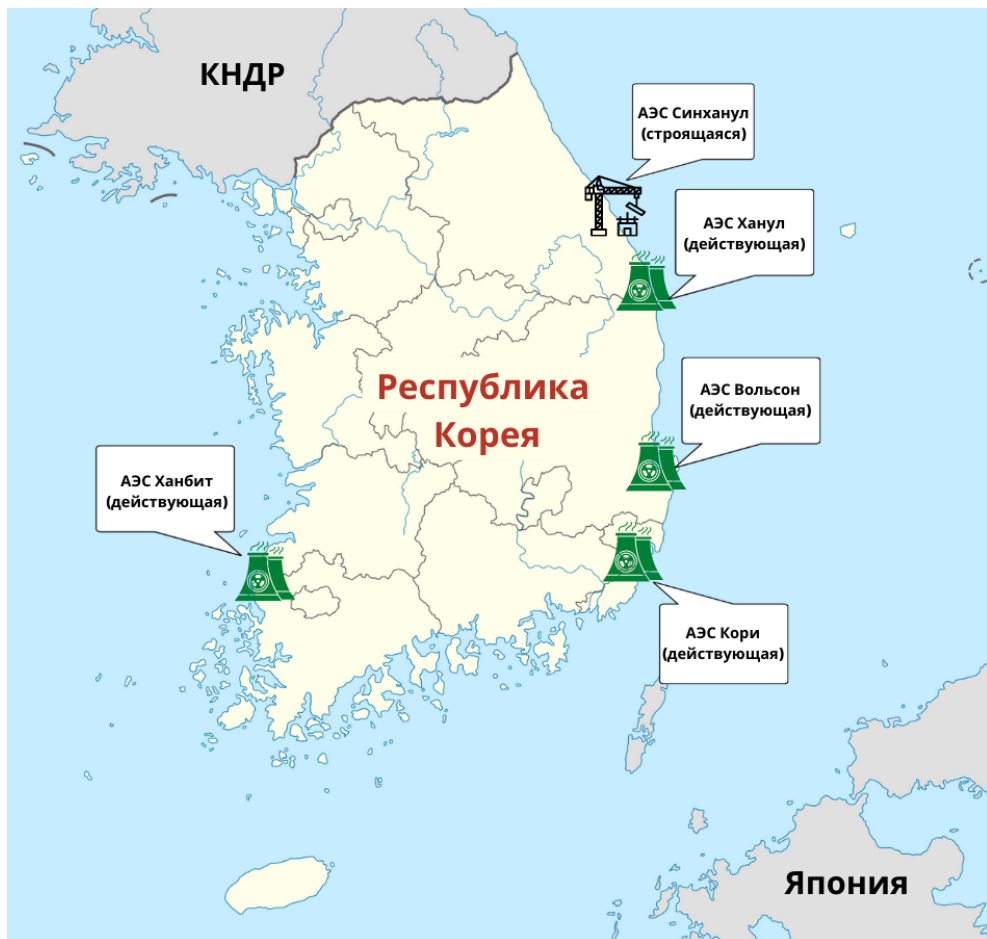 КНДР
АЭС Синханул
(строящаяся)
АЭС Ханул
(действующая)
Республика
Корея
АЭС Вольсон
(действующая)
АЭС Ханбит
(действующая)
АЭС Кори
(действующая)
Япония